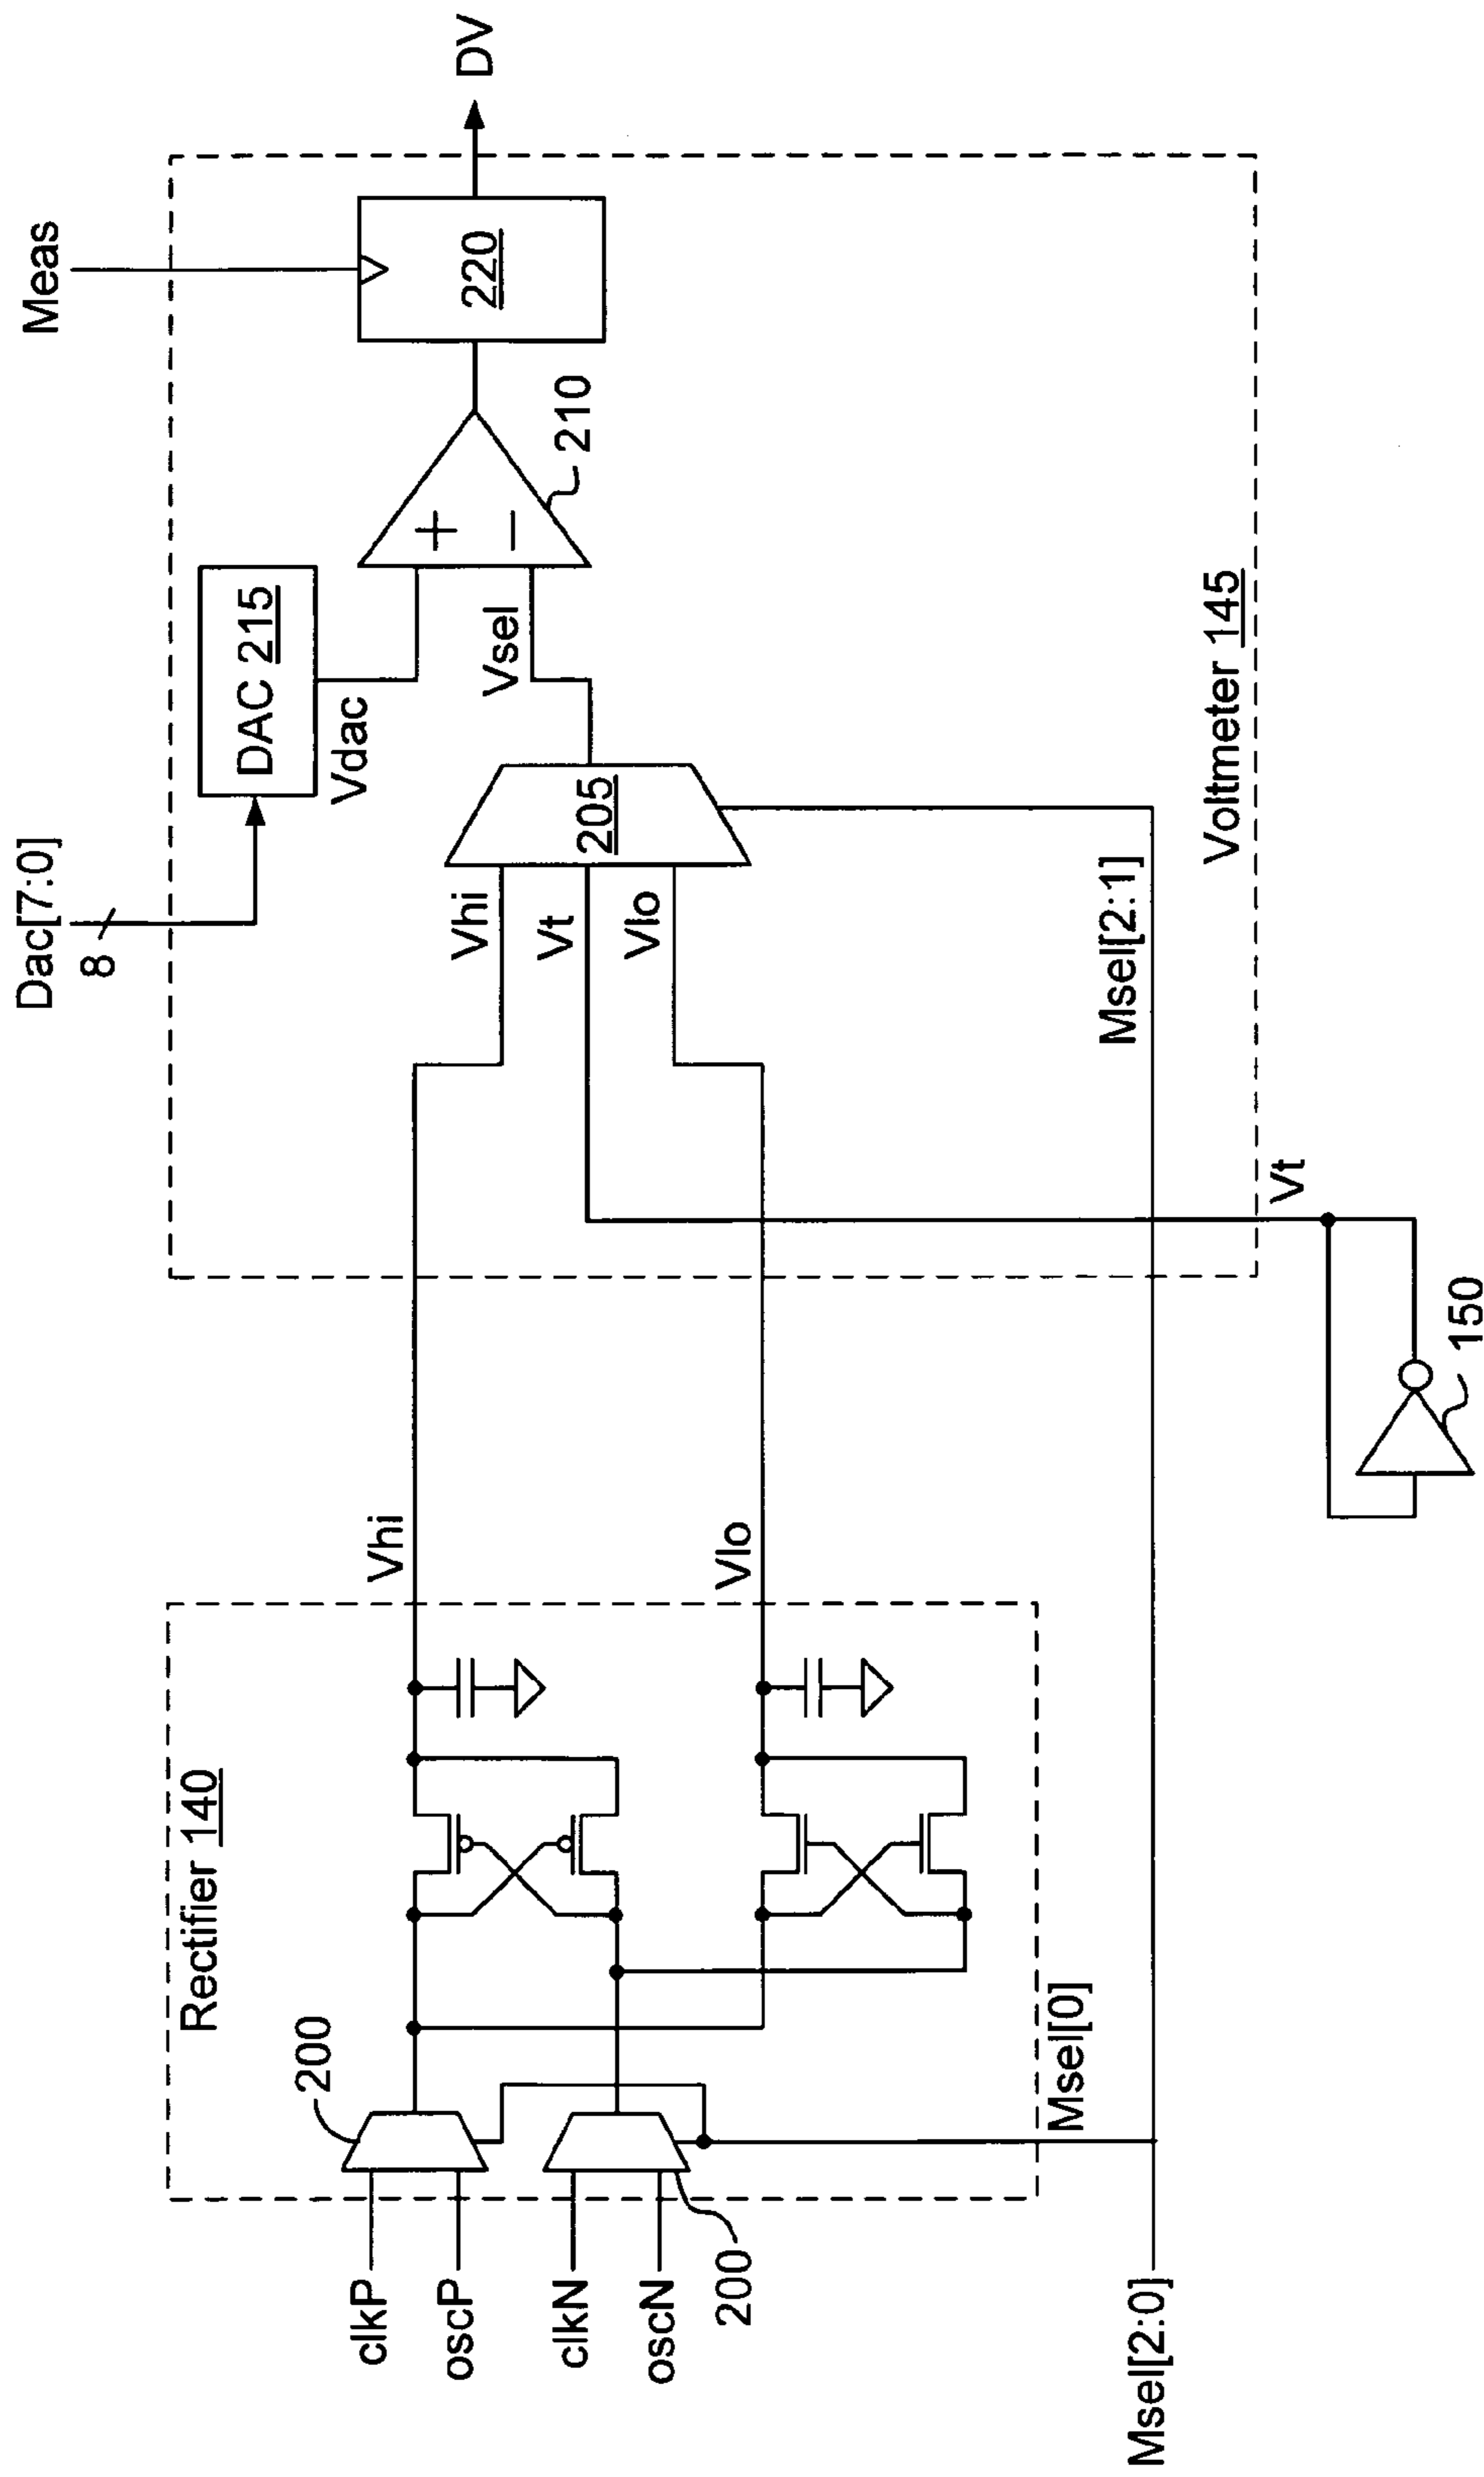 Rectifier 140
200
clkP
oscP
clkN
oscN
200
Msel[0]
Msel[2:0]
Vhi
Vlo
Dac[7:0]
8
Meas
DAC 215
Vdac
Vhi
Vt
Vlo
205
Vsel
+
−
210
220
DV
Msel[2:1]
Voltmeter 145
Vt
150